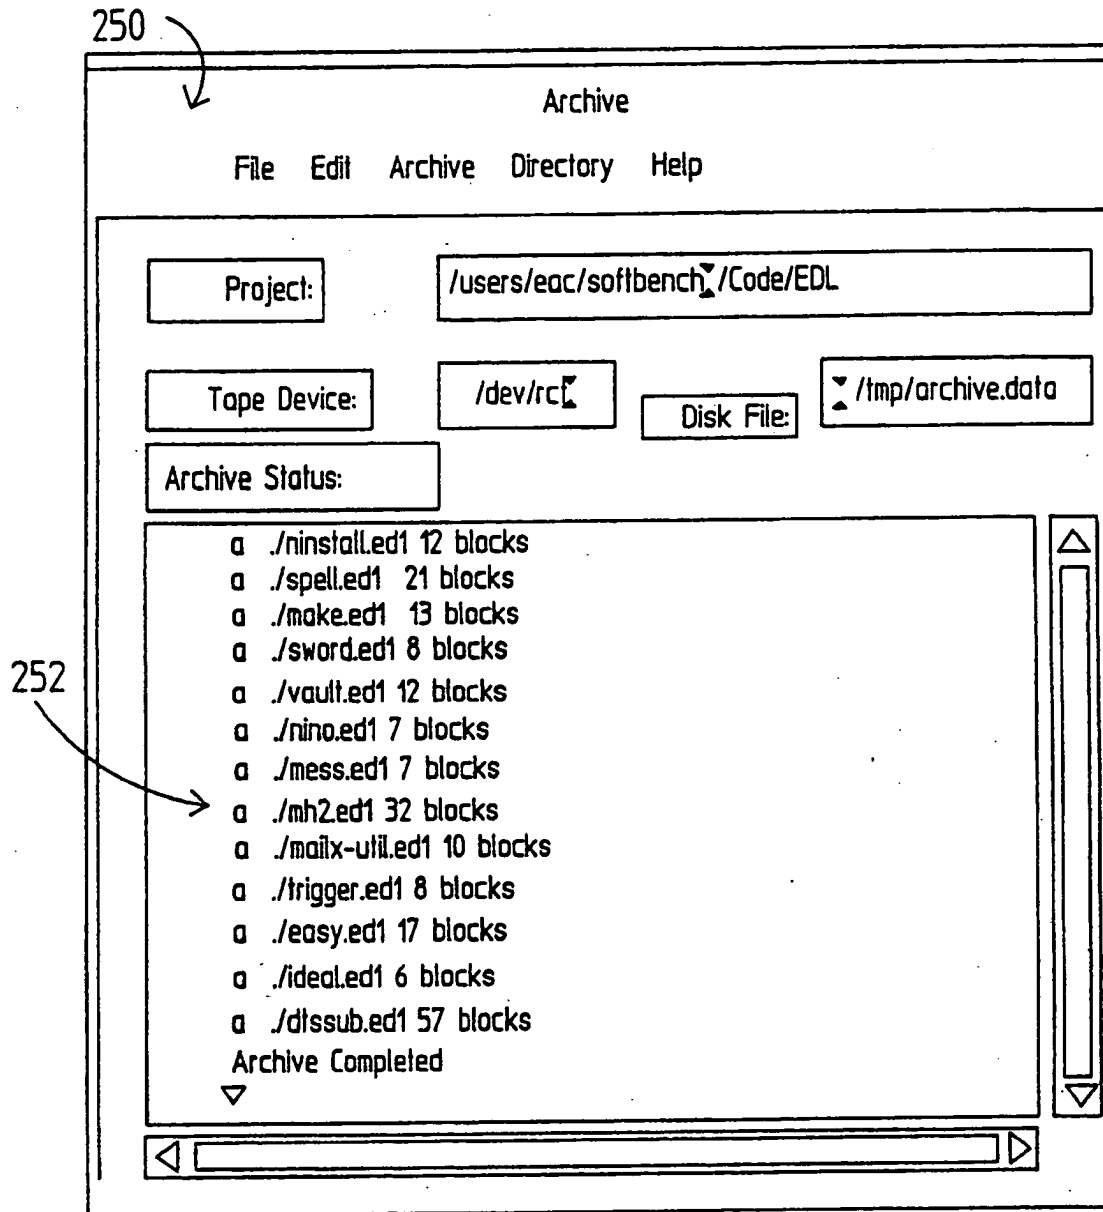 250
Archive
File Edit Archive Directory Help
Project: /users/eac/softbench /Code/EDL
Tape Device: /dev/rct Disk File: /tmp/archive.data
Archive Status:
a ./ninstall.ed1 12 blocks
a ./spell.ed1 21 blocks
a ./make.ed1 13 blocks
a ./sword.ed1 8 blocks
252
a ./vault.ed1 12 blocks
a ./nino.ed1 7 blocks
a ./mess.ed1 7 blocks
a ./mh2.ed1 32 blocks
a ./mailx-util.ed1 10 blocks
a ./trigger.ed1 8 blocks
a ./easy.ed1 17 blocks
a ./ideal.ed1 6 blocks
a ./dtssub.ed1 57 blocks
Archive Completed